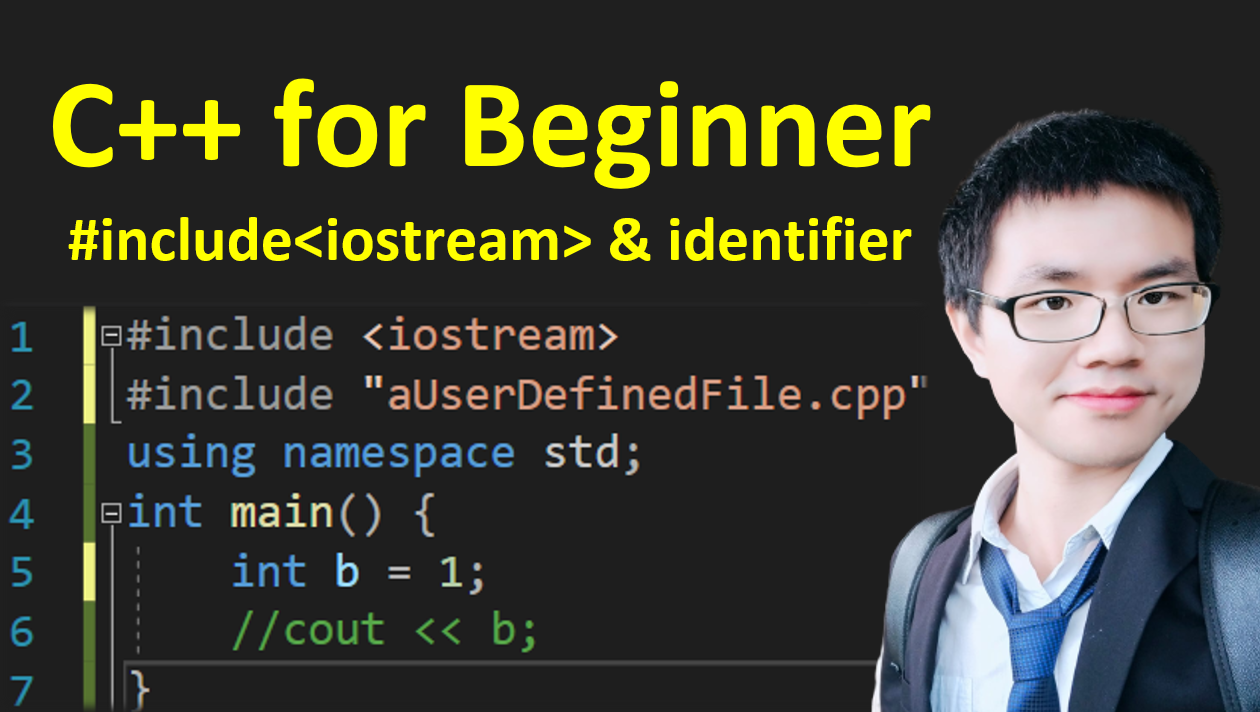 C++ for Beginner
#include<iostream> & identifier
1 #include <iostream>
2 #include "aUserDefinedFile.cpp"
3 using namespace std;
4 int main() {
5 int b = 1;
6 //cout << b;
7 }